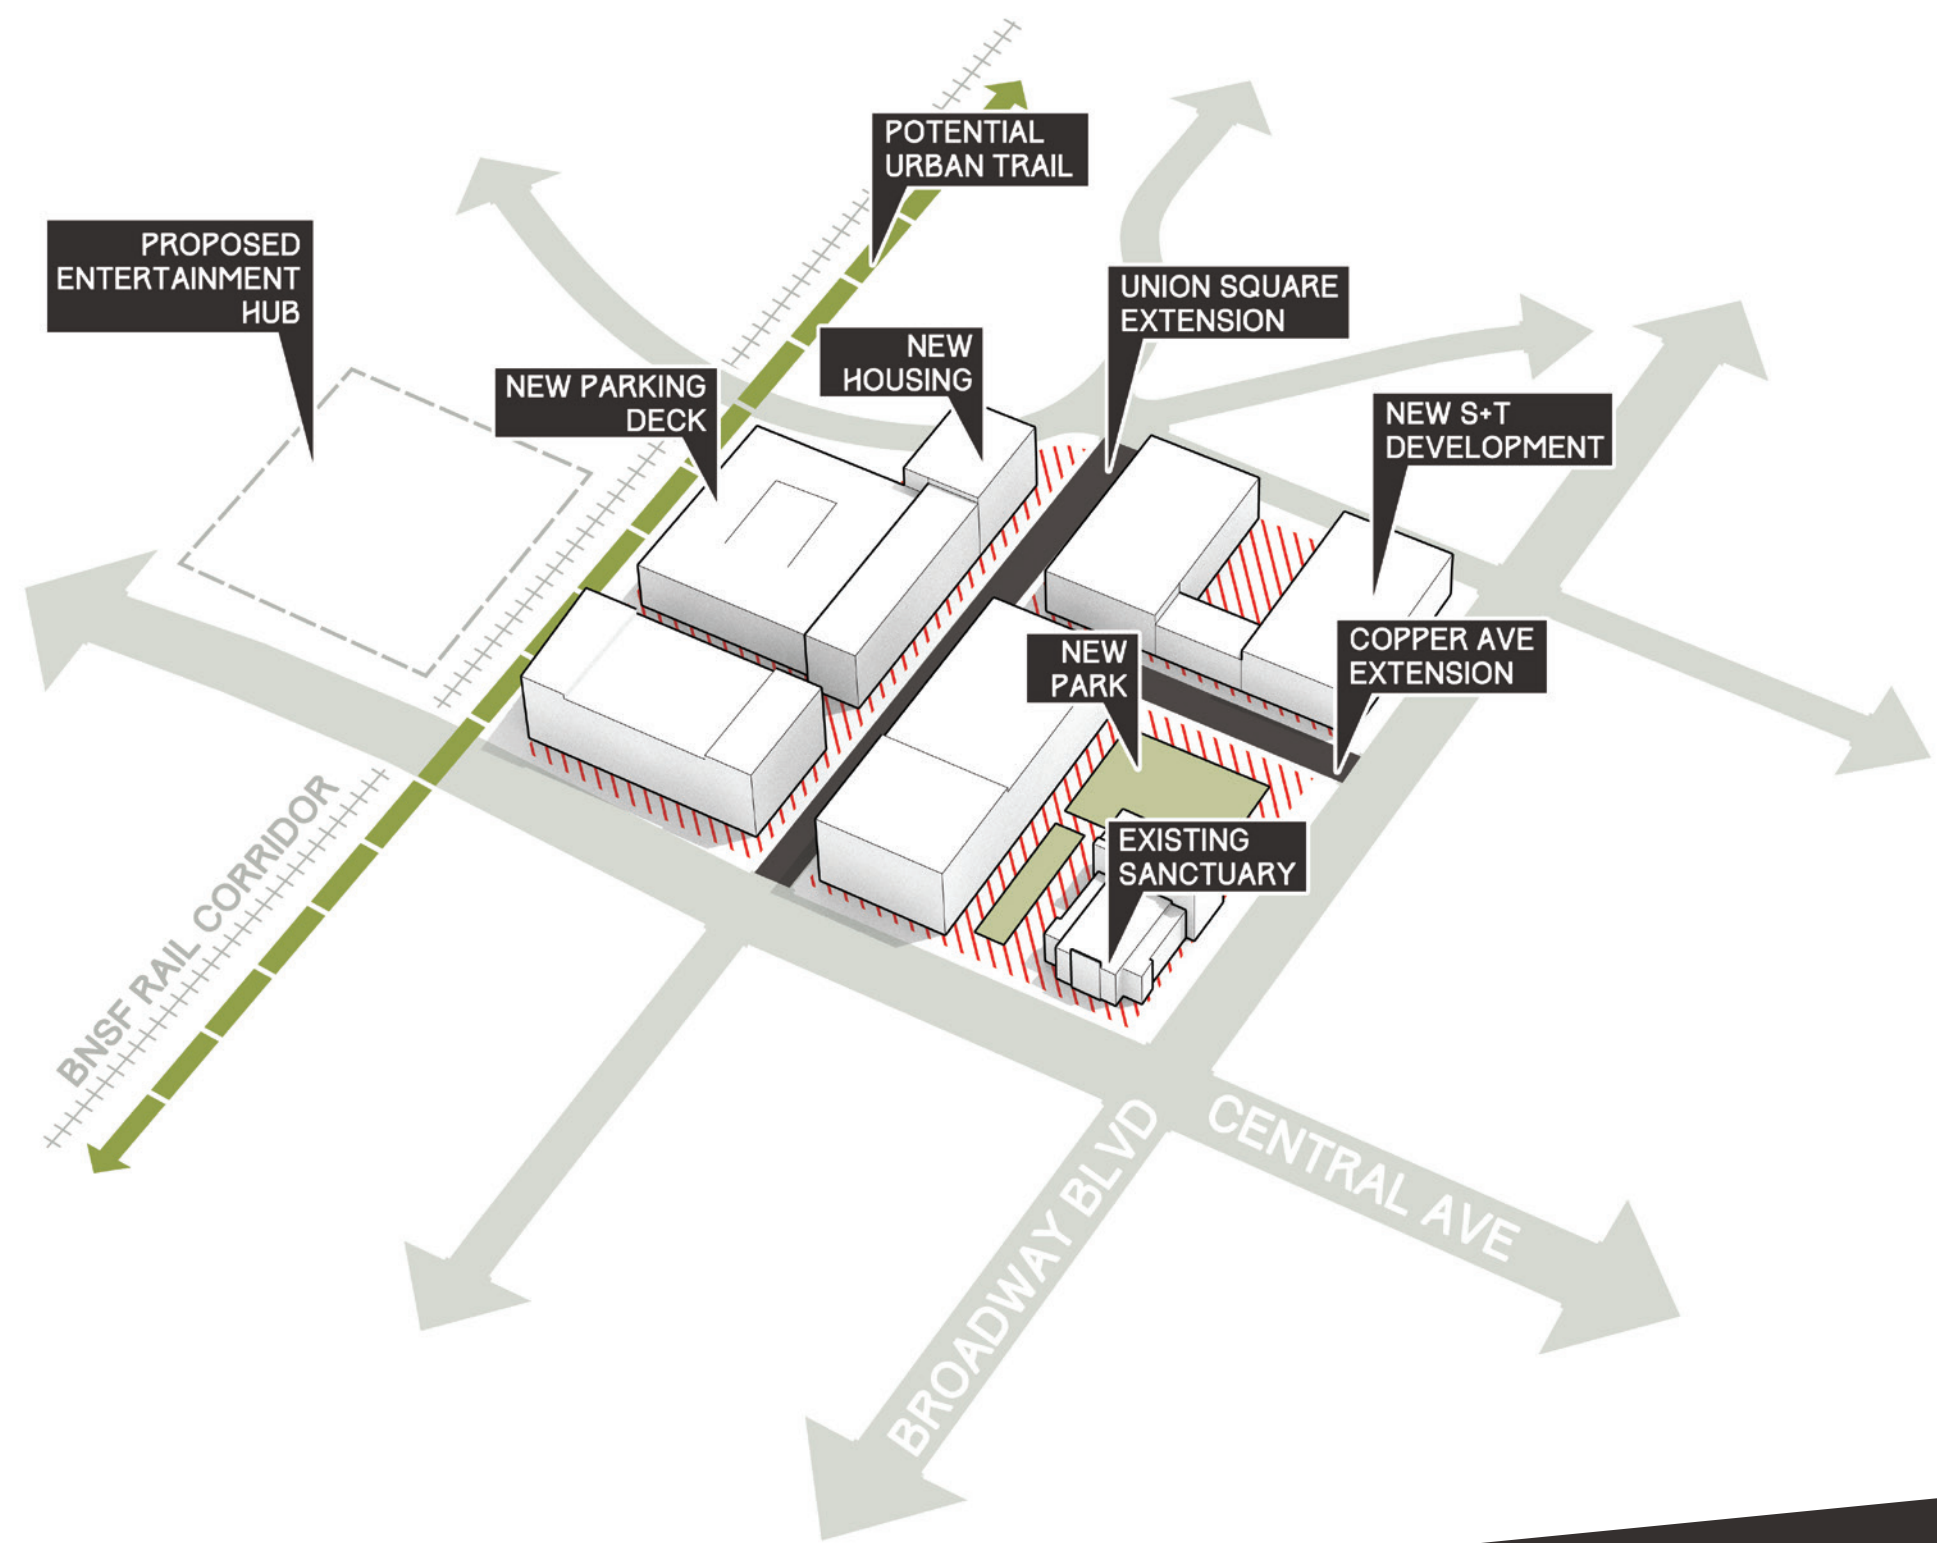 POTENTIAL
URBAN TRAIL
PROPOSED
ENTERTAINMENT
HUB
UNION SQUARE
EXTENSION
NEW
HOUSING
NEW PARKING
DECK
NEW S+T
DEVELOPMENT
COPPER AVE
EXTENSION
NEW
PARK
EXISTING
SANCTUARY
BNSF RAIL CORRIDOR
CENTRAL AVE
BROADWAY BLVD